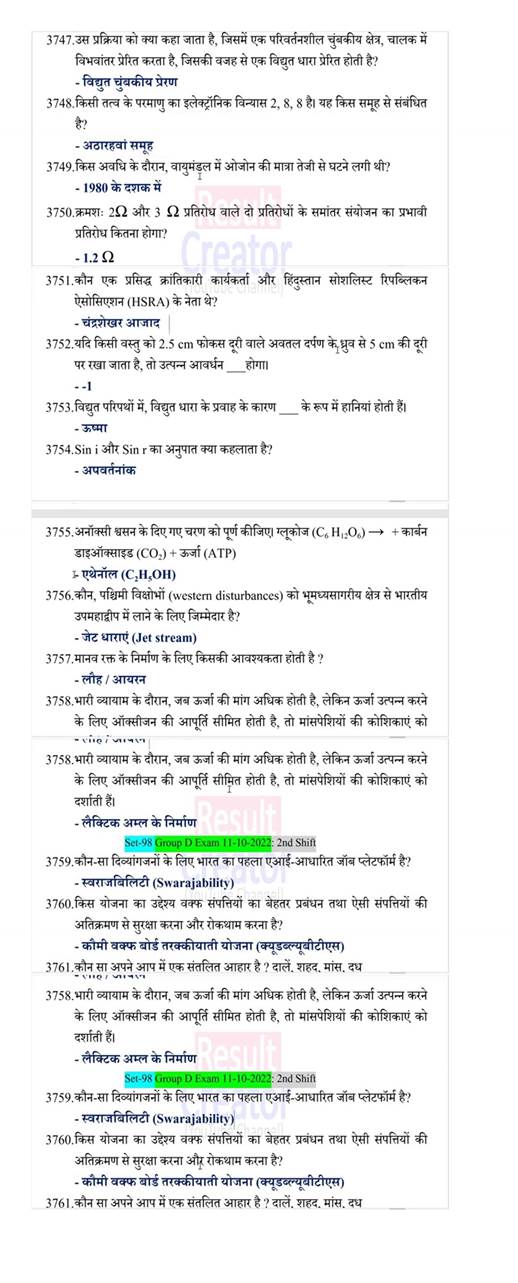 3747.उस प्रक्रिया को क्या कहा जाता है, जिसमें एक परिवर्तनशील चुंबकीय क्षेत्र, चालक में
विभवांतर प्रेरित करता है, जिसकी वजह से एक विद्युत धारा प्रेरित होती है?
- विद्युत चुंबकीय प्रेरण
3748.किसी तत्व के परमाणु का इलेक्ट्रॉनिक विन्यास 2, 8, 8 है। यह किस समूह से संबंधित
है?
- अठारहवां समूह
3749.किस अवधि के दौरान, वायुमंडल में ओजोन की मात्रा तेजी से घटने लगी थी?
- 1980 के दशक में
Result
3750.क्रमशः 2Ω और 3 Ω प्रतिरोध वाले दो प्रतिरोधों के समांतर संयोजन का प्रभावी
प्रतिरोध कितना होगा?
Creator
- 1.2 Ω
3751.कौन एक प्रसिद्ध क्रांतिकारी कार्यकर्ता और हिंदुस्तान सोशलिस्ट रिपब्लिकन
ऐसोसिएशन (HSRA) के नेता थे?
- चंद्रशेखर आजाद
3752.यदि किसी वस्तु को 2.5 cm फोकस दूरी वाले अवतल दर्पण के ध्रुव से 5 cm की दूरी
पर रखा जाता है, तो उत्पन्न आवर्धन ___होगा।
- -1
3753.विद्युत परिपथों में, विद्युत धारा के प्रवाह के कारण ___ के रूप में हानियां होती हैं।
- ऊष्मा
3754.Sin i और Sin r का अनुपात क्या कहलाता है?
- अपवर्तनांक
3755.अनॉक्सी श्वसन के दिए गए चरण को पूर्ण कीजिए। ग्लूकोज (C₆ H₁₂O₆) → + कार्बन
डाइऑक्साइड (CO₂) + ऊर्जा (ATP)
- एथेनॉल (C₂H₅OH)
3756.कौन, पश्चिमी विक्षोभों (western disturbances) को भूमध्यसागरीय क्षेत्र से भारतीय
उपमहाद्वीप में लाने के लिए जिम्मेदार है?
- जेट धाराएं (Jet stream)
3757.मानव रक्त के निर्माण के लिए किसकी आवश्यकता होती है ?
- लौह / आयरन
3758.भारी व्यायाम के दौरान, जब ऊर्जा की मांग अधिक होती है, लेकिन ऊर्जा उत्पन्न करने
के लिए ऑक्सीजन की आपूर्ति सीमित होती है, तो मांसपेशियों की कोशिकाएं को
3758.भारी व्यायाम के दौरान, जब ऊर्जा की मांग अधिक होती है, लेकिन ऊर्जा उत्पन्न करने
के लिए ऑक्सीजन की आपूर्ति सीमित होती है, तो मांसपेशियों की कोशिकाएं को
दर्शाती हैं।
- लैक्टिक अम्ल के निर्माण
Result
Set-98 Group D Exam 11-10-2022: 2nd Shift
3759.कौन-सा दिव्यांगजनों के लिए भारत का पहला एआई-आधारित जॉब प्लेटफॉर्म है?
- स्वराजबिलिटी (Swarajability)
3760.किस योजना का उद्देश्य वक्फ संपत्तियों का बेहतर प्रबंधन तथा ऐसी संपत्तियों की
अतिक्रमण से सुरक्षा करना और रोकथाम करना है?
- कौमी वक्फ बोर्ड तरक्कीयाती योजना (क्यूडब्ल्यूबीटीएस)
3761.कौन सा अपने आप में एक संतलित आहार है ? दालें, शहद, मांस, दध
3758.भारी व्यायाम के दौरान, जब ऊर्जा की मांग अधिक होती है, लेकिन ऊर्जा उत्पन्न करने
के लिए ऑक्सीजन की आपूर्ति सीमित होती है, तो मांसपेशियों की कोशिकाएं को
दर्शाती हैं।
- लैक्टिक अम्ल के निर्माण
Result
Set-98 Group D Exam 11-10-2022: 2nd Shift
3759.कौन-सा दिव्यांगजनों के लिए भारत का पहला एआई-आधारित जॉब प्लेटफॉर्म है?
- स्वराजबिलिटी (Swarajability)
3760.किस योजना का उद्देश्य वक्फ संपत्तियों का बेहतर प्रबंधन तथा ऐसी संपत्तियों की
अतिक्रमण से सुरक्षा करना और रोकथाम करना है?
- कौमी वक्फ बोर्ड तरक्कीयाती योजना (क्यूडब्ल्यूबीटीएस)
3761.कौन सा अपने आप में एक संतलित आहार है ? दालें, शहद, मांस, दध